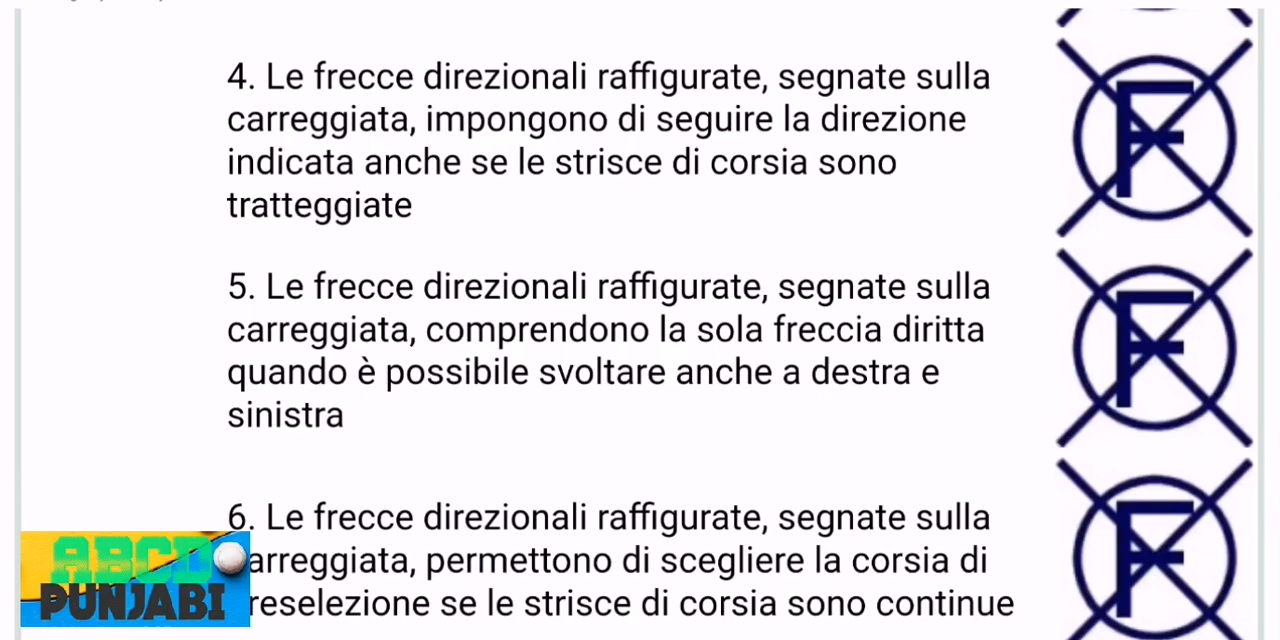 4. Le frecce direzionali raffigurate, segnate sulla
carreggiata, impongono di seguire la direzione
indicata anche se le strisce di corsia sono
tratteggiate
F
5. Le frecce direzionali raffigurate, segnate sulla
carreggiata, comprendono la sola freccia diritta
quando è possibile svoltare anche a destra e
sinistra
F
6. Le frecce direzionali raffigurate, segnate sulla
arreggiata, permettono di scegliere la corsia di
reselezione se le strisce di corsia sono continue
F
ABCD
PUNJABI